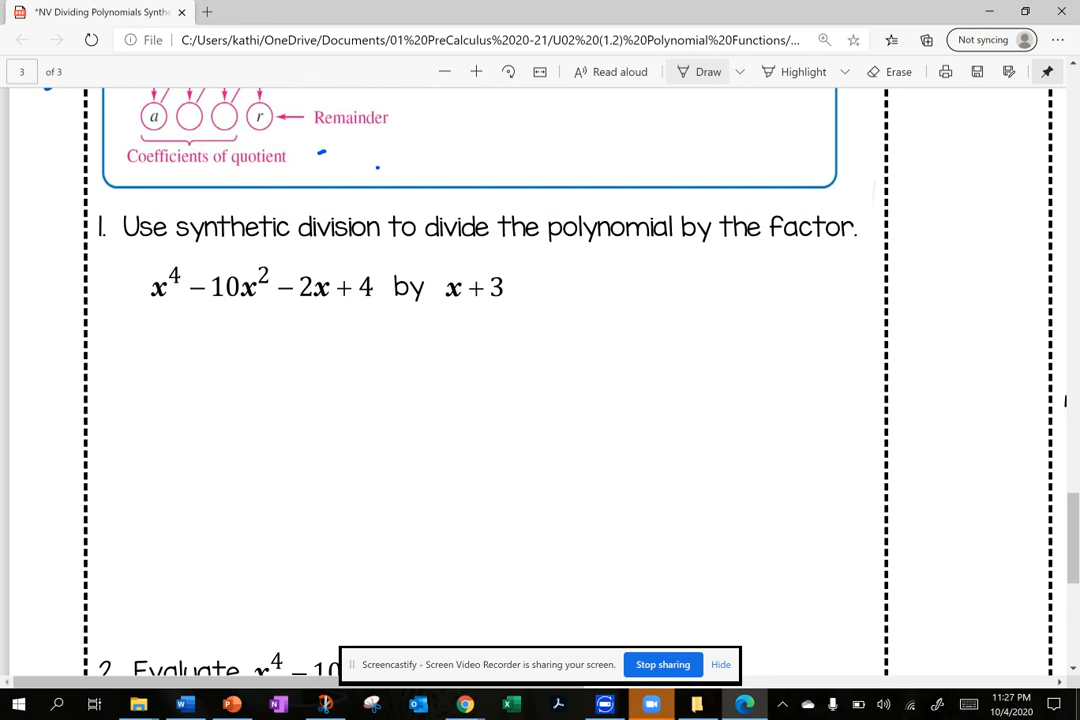 *NV Dividing Polynomials Synthe
File
C:/Users/kathi/OneDrive/Documents/01%20PreCalculus%2020-21/U02%20(1.2)%20Polynomial%20Functions/...
Not syncing
3 of 3
Read aloud
Draw
Highlight
Erase
a r Remainder
Coefficients of quotient
1. Use synthetic division to divide the polynomial by the factor.
x⁴ − 10x² − 2x + 4 by x + 3
2. Evaluate x⁴ − 10
Screencastify - Screen Video Recorder is sharing your screen.
Stop sharing
Hide
11:27 PM
10/4/2020